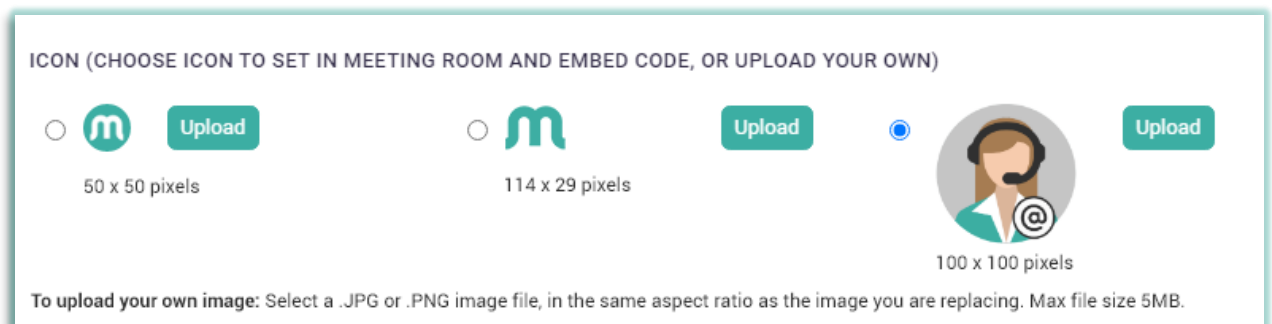 ICON (CHOOSE ICON TO SET IN MEETING ROOM AND EMBED CODE, OR UPLOAD YOUR OWN)
m Upload m Upload @ Upload
50 x 50 pixels 114 x 29 pixels
100 x 100 pixels
To upload your own image: Select a .JPG or .PNG image file, in the same aspect ratio as the image you are replacing. Max file size 5MB.